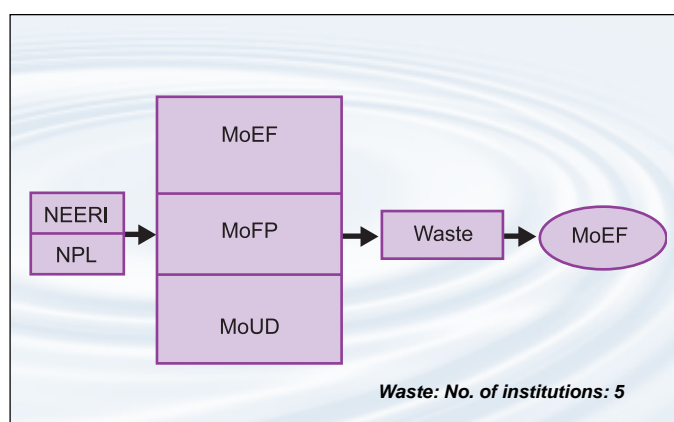 MoEF
NEERI
NPL
MoFP
MoUD
Waste
MoEF
Waste: No. of institutions: 5